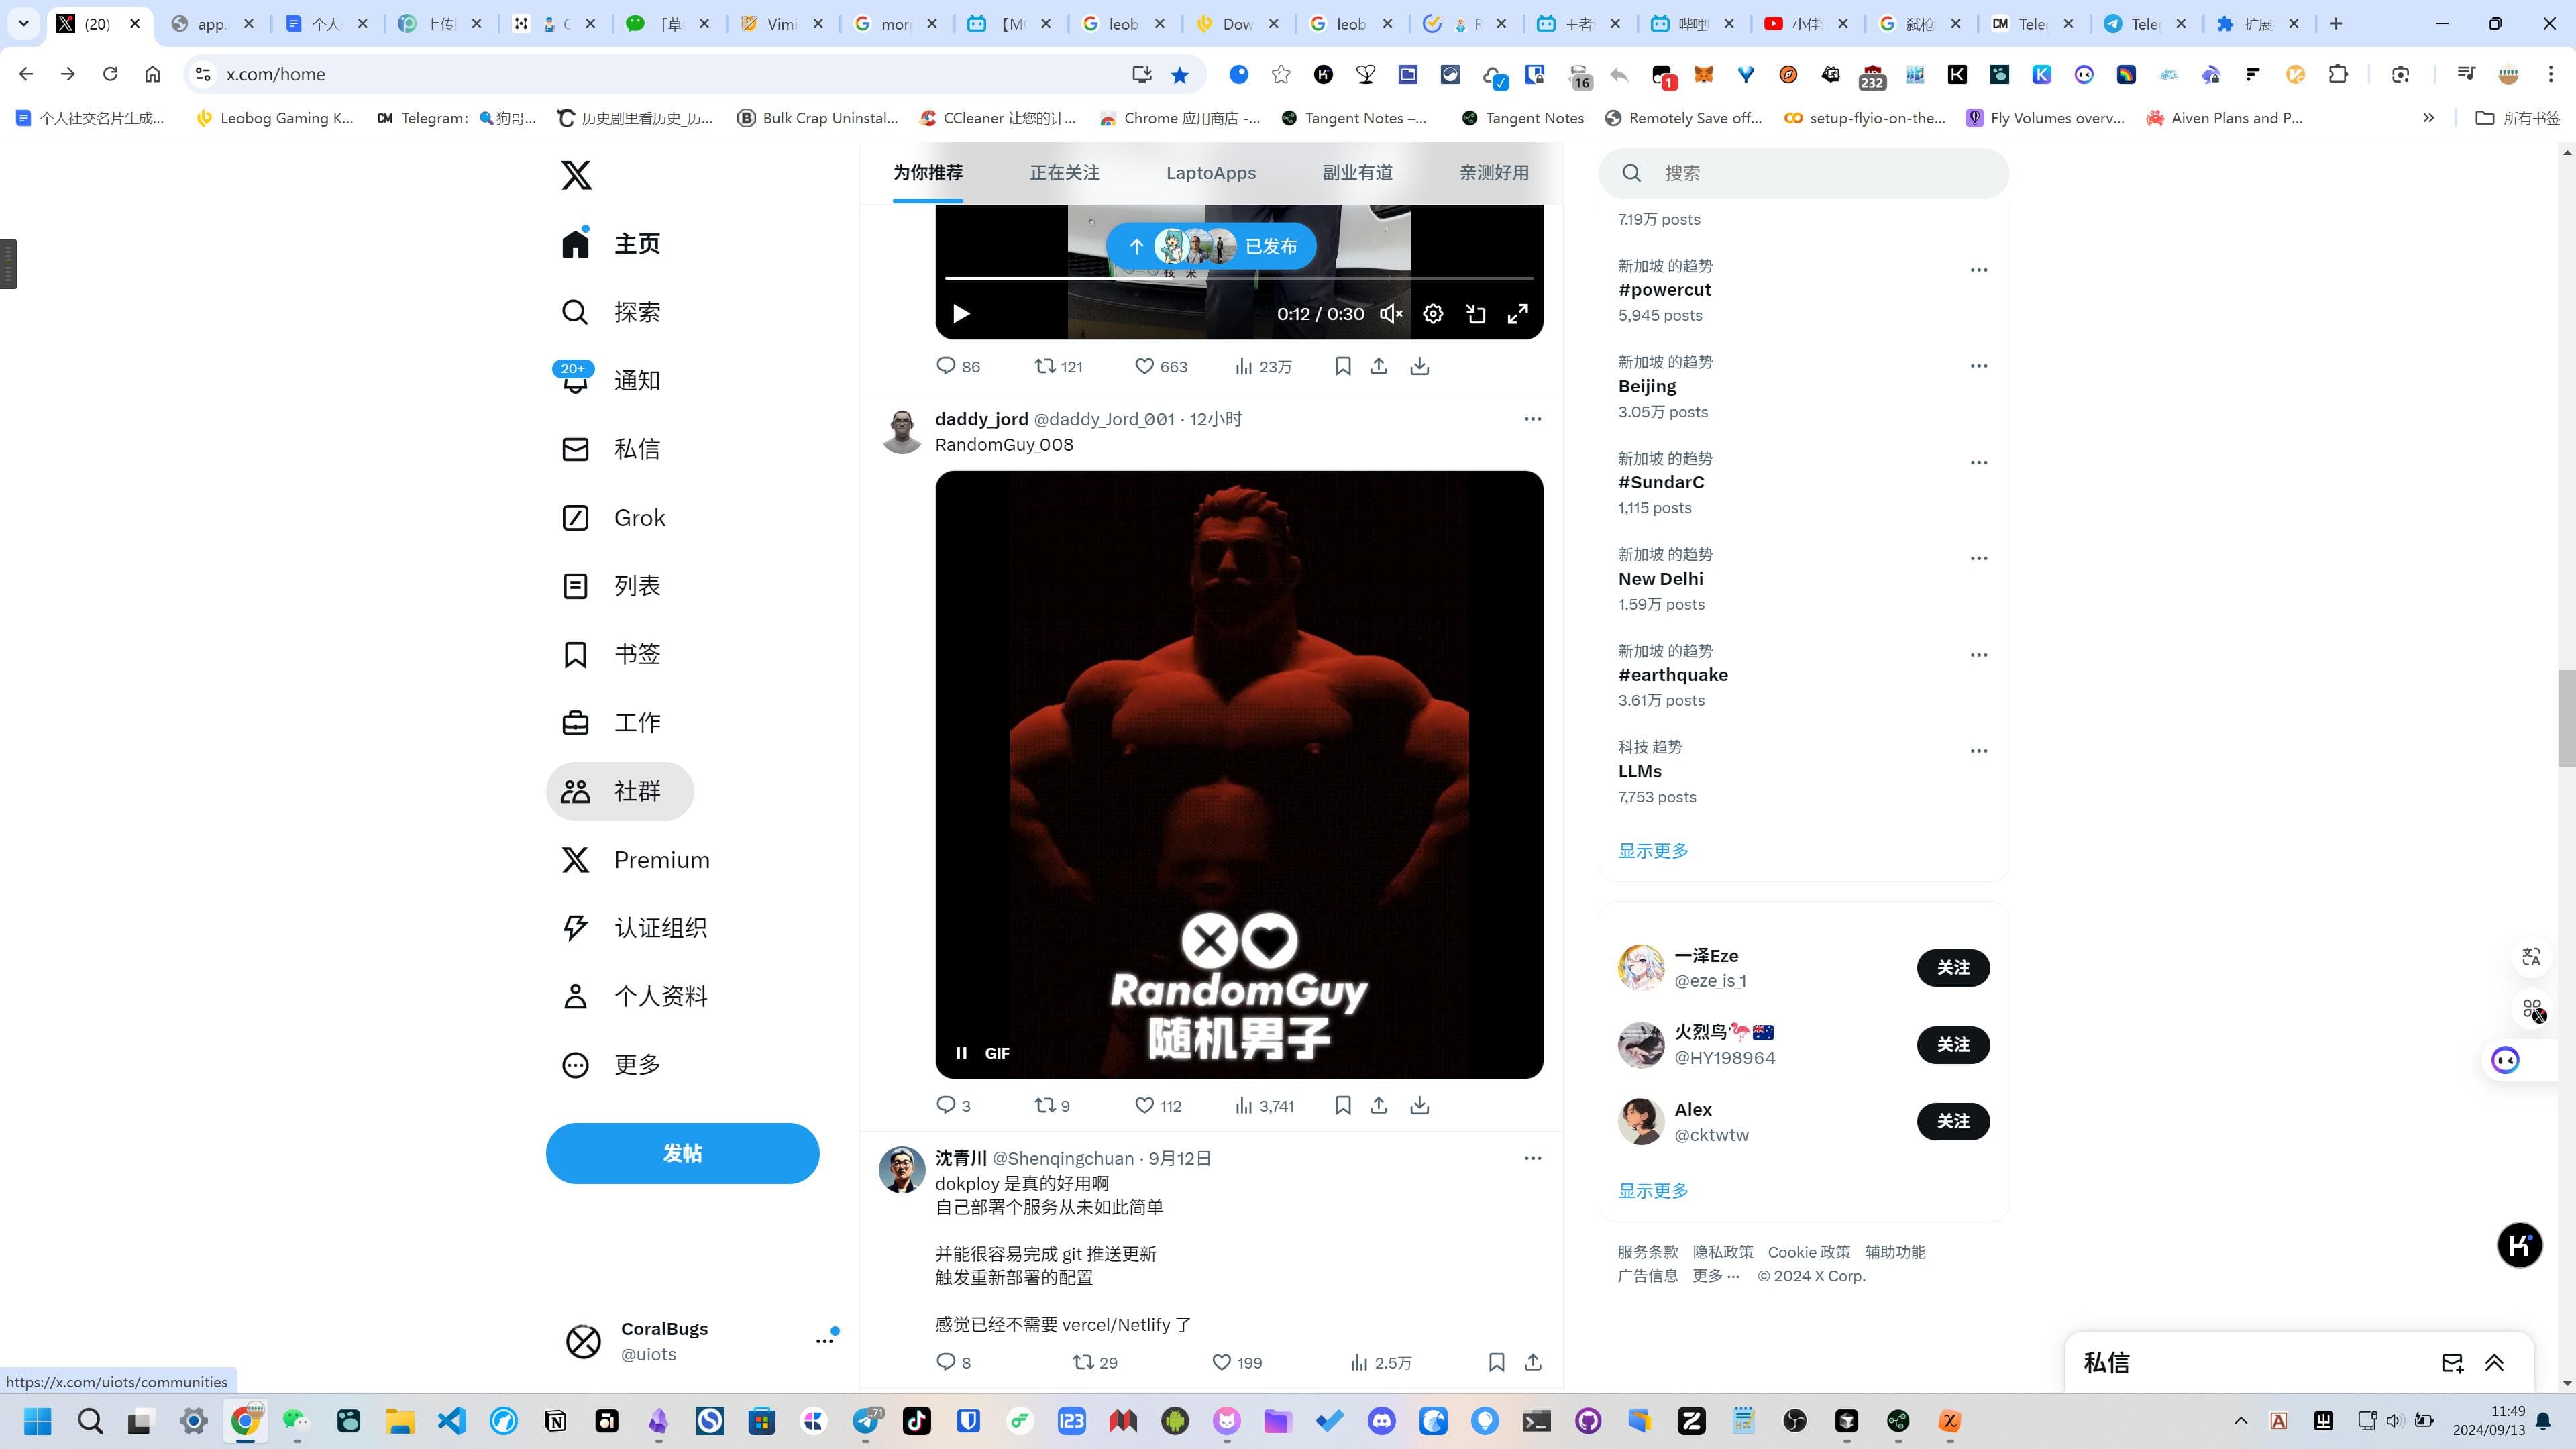 (20)
app.
个人
上传
C
「草
Vimi
morg
【M
leob
Dow
leob
R
王者
哔哩
小佳
弑枪
Tele
Tele
扩展
x.com/home
16
1
232
个人社交名片生成...
Leobog Gaming K...
CM Telegram：🔍狗哥...
历史剧里看历史_历...
Bulk Crap Uninstal...
CCleaner 让您的计...
Chrome 应用商店 -...
Tangent Notes –...
Tangent Notes
Remotely Save off...
setup-flyio-on-the...
Fly Volumes overv...
Aiven Plans and P...
所有书签
主页
探索
20+
通知
私信
Grok
列表
书签
工作
社群
Premium
认证组织
个人资料
更多
发帖
CoralBugs
@uiots
https://x.com/uiots/communities
为你推荐
正在关注
LaptoApps
副业有道
亲测好用
已发布
技 术
0:12 / 0:30
86
121
663
23万
daddy_jord @daddy_Jord_001 · 12小时
RandomGuy_008
RandomGuy
随机男子
GIF
3
9
112
3,741
沈青川 @Shenqingchuan · 9月12日
dokploy 是真的好用啊
自己部署个服务从未如此简单
并能很容易完成 git 推送更新
触发重新部署的配置
感觉已经不需要 vercel/Netlify 了
8
29
199
2.5万
搜索
7.19万 posts
新加坡 的趋势
#powercut
5,945 posts
新加坡 的趋势
Beijing
3.05万 posts
新加坡 的趋势
#SundarC
1,115 posts
新加坡 的趋势
New Delhi
1.59万 posts
新加坡 的趋势
#earthquake
3.61万 posts
科技 趋势
LLMs
7,753 posts
显示更多
一泽Eze
@eze_is_1
关注
火烈鸟🦩🇦🇺
@HY198964
关注
Alex
@cktwtw
关注
显示更多
服务条款 隐私政策 Cookie 政策 辅助功能
广告信息 更多 ··· © 2024 X Corp.
私信
71
123
11:49
2024/09/13